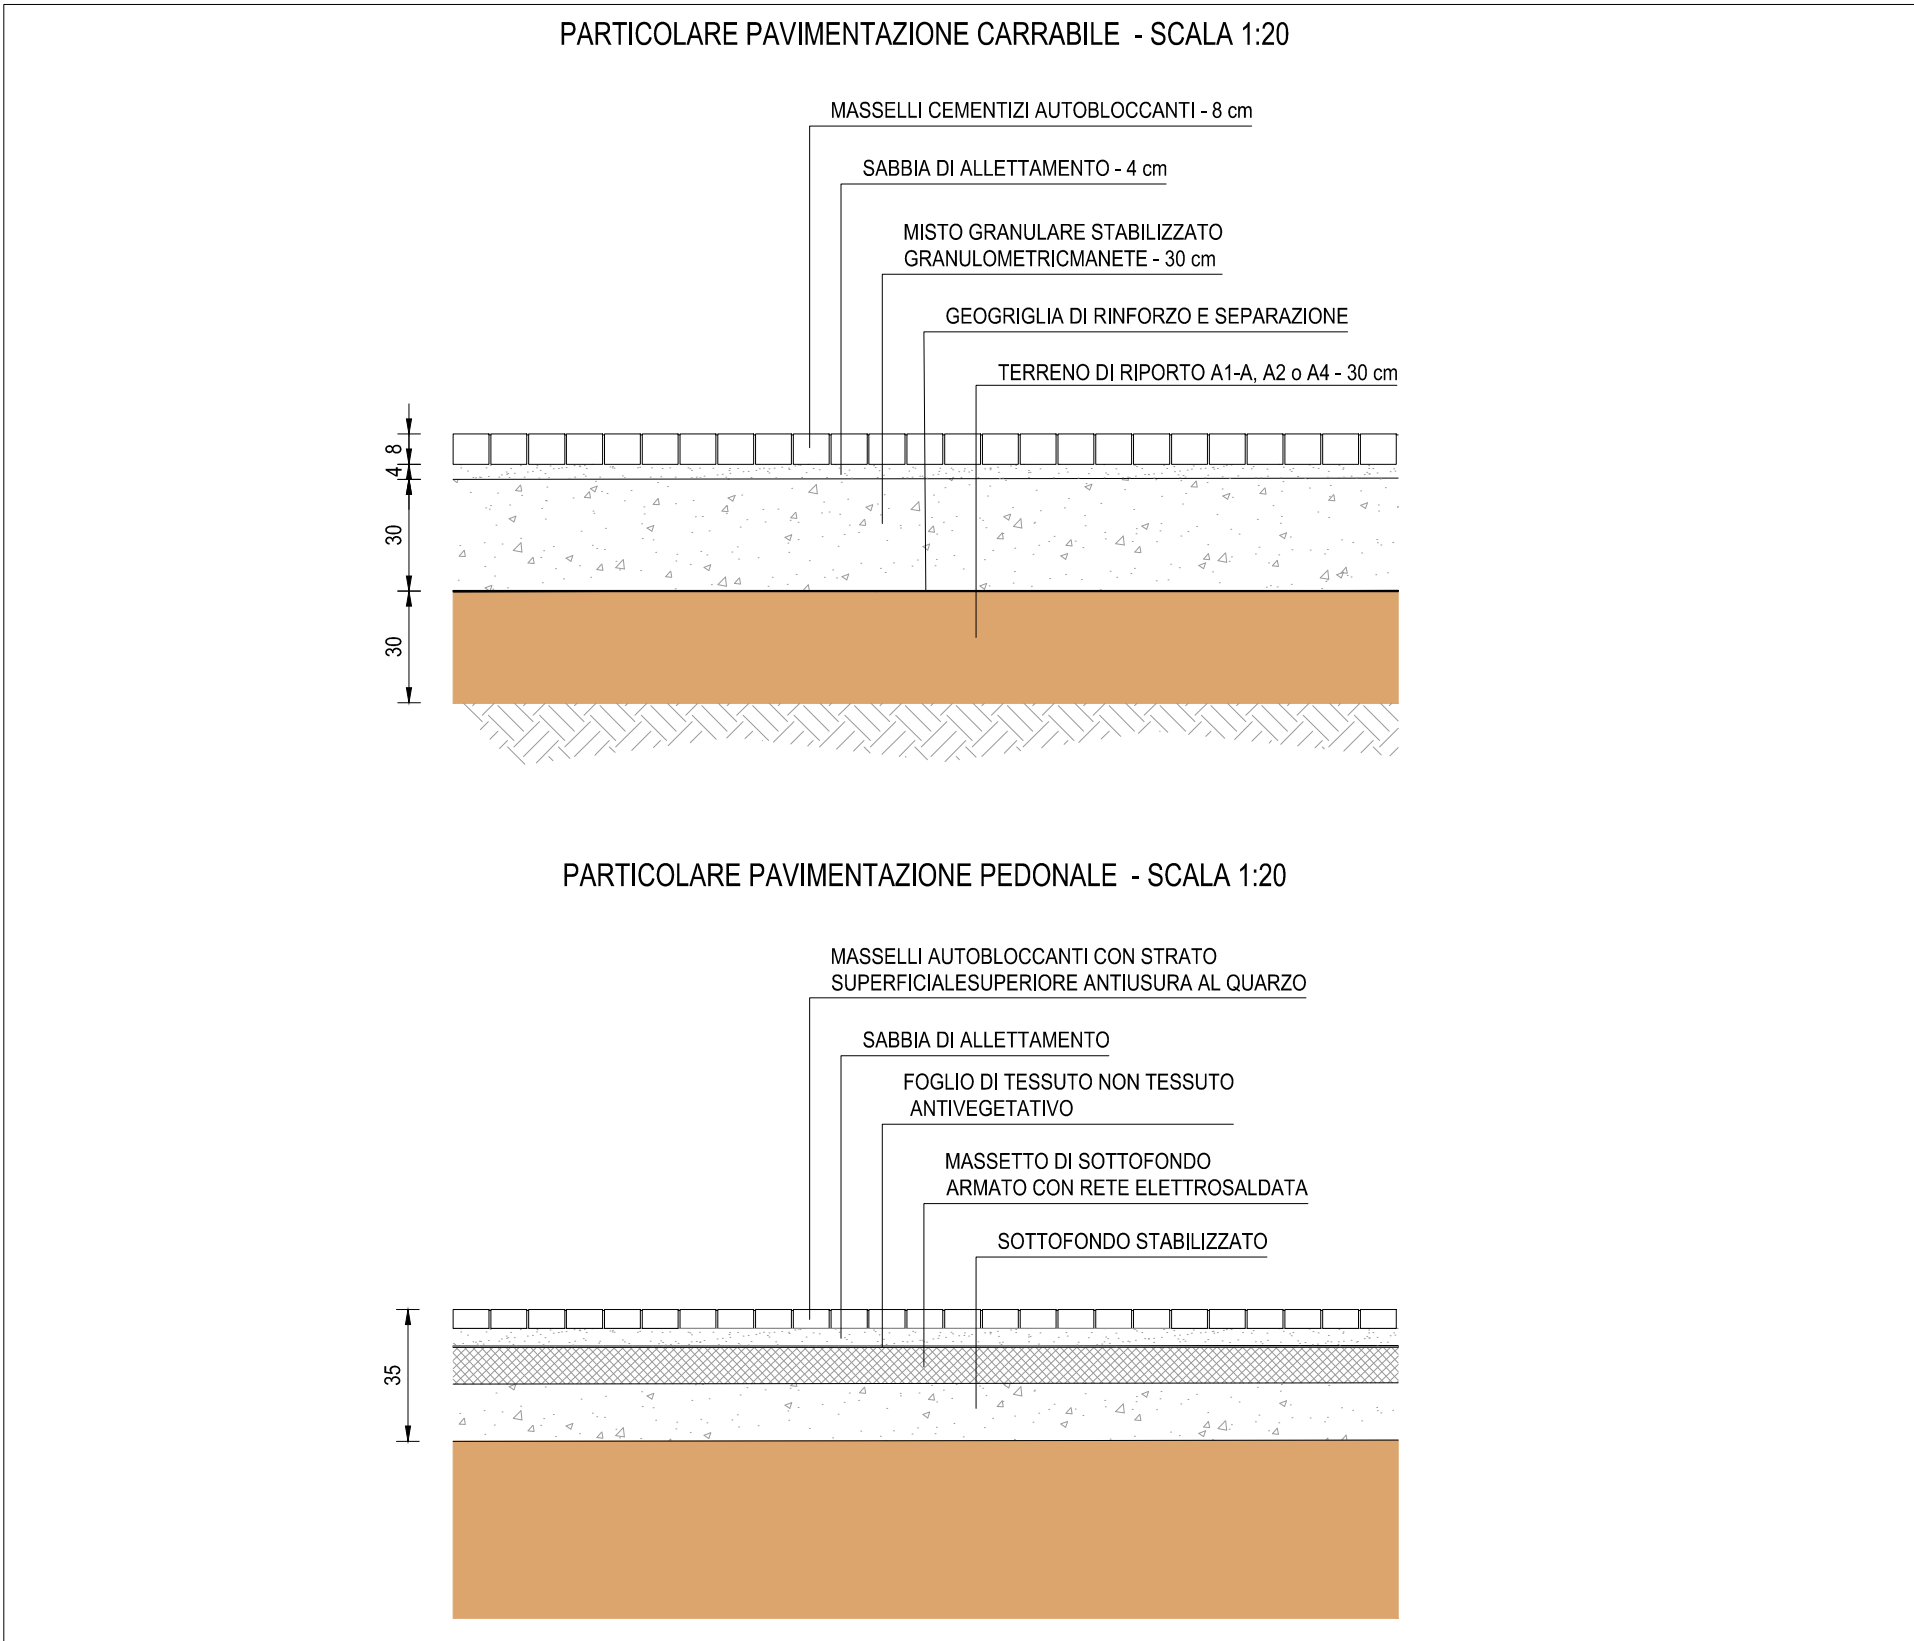 PARTICOLARE PAVIMENTAZIONE CARRABILE - SCALA 1:20
MASSELLI CEMENTIZI AUTOBLOCCANTI - 8 cm
SABBIA DI ALLETTAMENTO - 4 cm
MISTO GRANULARE STABILIZZATO
GRANULOMETRICMANETE - 30 cm
GEOGRIGLIA DI RINFORZO E SEPARAZIONE
TERRENO DI RIPORTO A1-A, A2 o A4 - 30 cm
8
4
30
30
PARTICOLARE PAVIMENTAZIONE PEDONALE - SCALA 1:20
MASSELLI AUTOBLOCCANTI CON STRATO
SUPERFICIALESUPERIORE ANTIUSURA AL QUARZO
SABBIA DI ALLETTAMENTO
FOGLIO DI TESSUTO NON TESSUTO
ANTIVEGETATIVO
MASSETTO DI SOTTOFONDO
ARMATO CON RETE ELETTROSALDATA
SOTTOFONDO STABILIZZATO
35